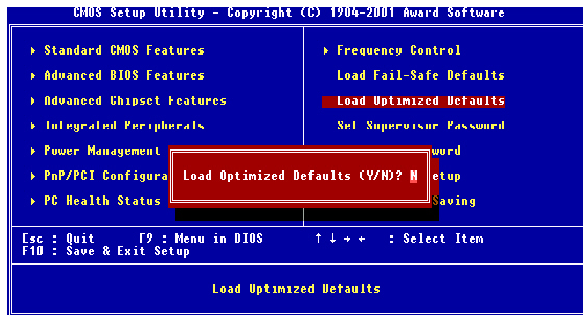 CMOS Setup Utility - Copyright (C) 1984-2001 Award Software
Standard CMOS Features
Frequency Control
Advanced BIOS Features
Load Fail-Safe Defaults
Advanced Chipset Features
Load Optimized Defaults
Integrated Peripherals
Set Supervisor Password
Power Management
word
PnP/PCI Configura
etup
PC Health Status
Saving
Load Optimized Defaults (Y/N)? N
Esc : Quit F9 : Menu in BIOS ↑ ↓ → ← : Select Item
F10 : Save & Exit Setup
Load Optimized Defaults